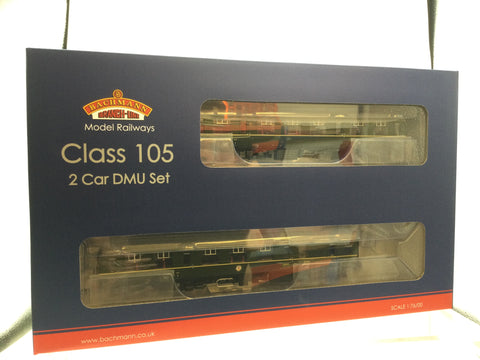 BACHMANN
BRANCH-LINE
Model Railways
Class 105
2 Car DMU Set
www.bachmann.co.uk
SCALE 1:76/OO